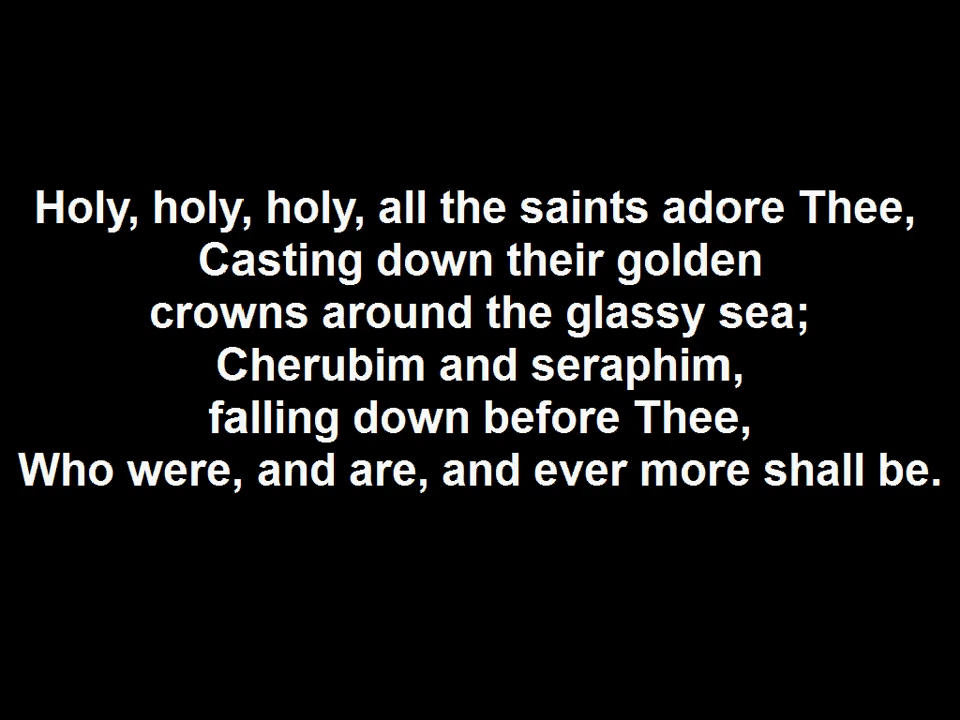 Holy, holy, holy, all the saints adore Thee,
Casting down their golden
crowns around the glassy sea;
Cherubim and seraphim,
falling down before Thee,
Who were, and are, and ever more shall be.